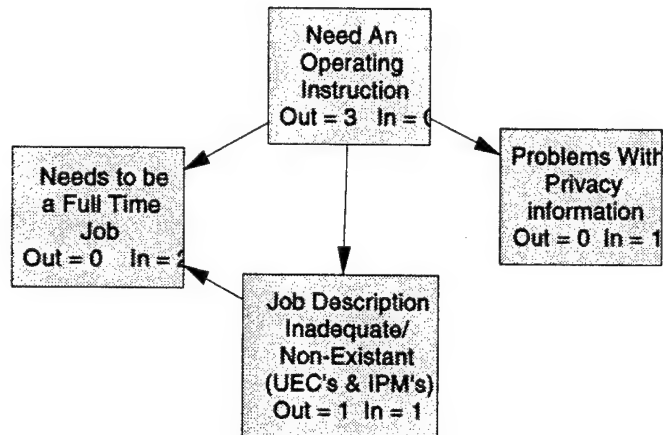 Need An
Operating
Instruction
Out = 3 In = 0
Needs to be
a Full Time
Job
Out = 0 In = 2
Problems With
Privacy
information
Out = 0 In = 1
Job Description
Inadequate/
Non-Existant
(UEC's & IPM's)
Out = 1 In = 1